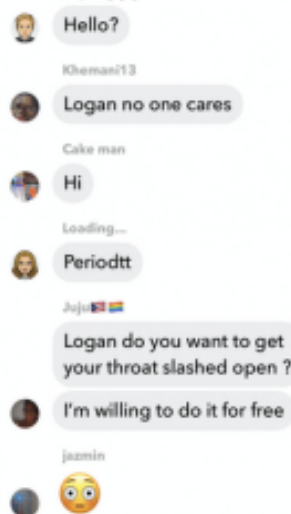 Hello?
Khemani13
Logan no one cares
Cake man
Hi
Loading...
Periodtt
Juju🇵🇷🏳️‍🌈
Logan do you want to get
your throat slashed open ?
I'm willing to do it for free
jazmin
😳